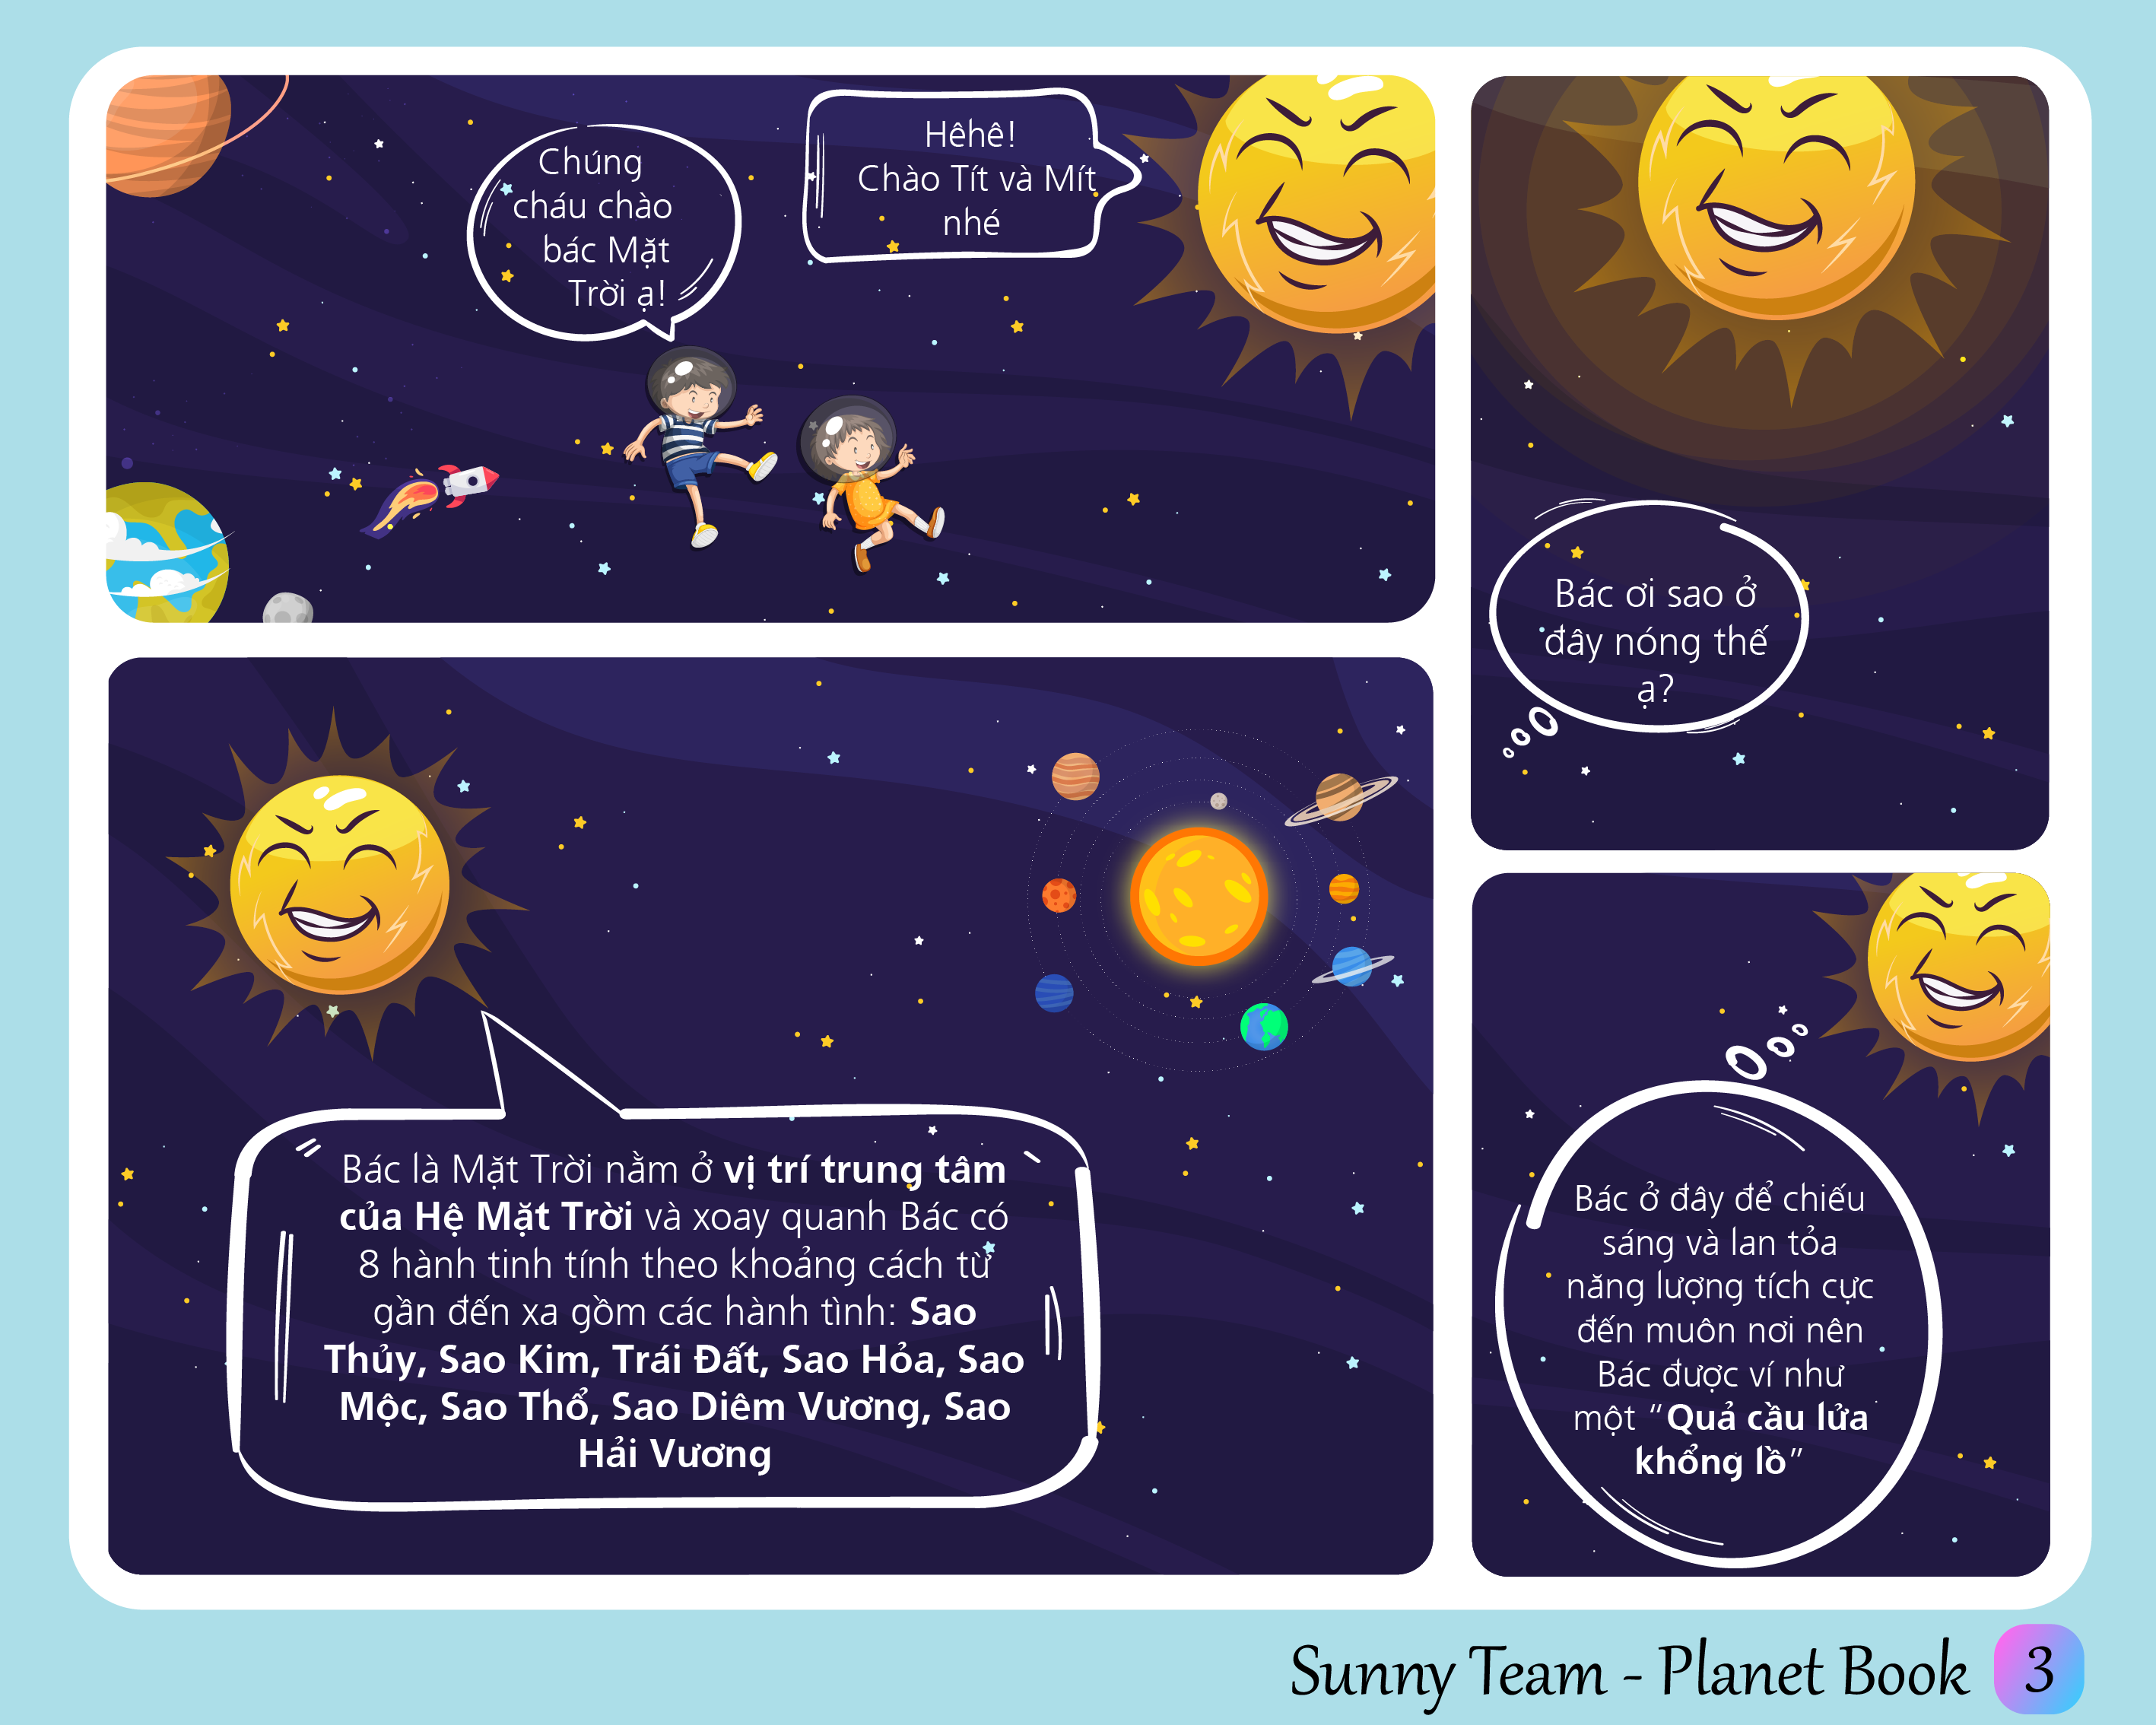 Chúng
cháu chào
bác Mặt
Trời ạ!
Hêhê!
Chào Tít và Mít
nhé
Bác ơi sao ở
đây nóng thế
ạ?
Bác là Mặt Trời nằm ở vị trí trung tâm
của Hệ Mặt Trời và xoay quanh Bác có
8 hành tinh tính theo khoảng cách từ
gần đến xa gồm các hành tình: Sao
Thủy, Sao Kim, Trái Đất, Sao Hỏa, Sao
Mộc, Sao Thổ, Sao Diêm Vương, Sao
Hải Vương
Bác ở đây để chiếu
sáng và lan tỏa
năng lượng tích cực
đến muôn nơi nên
Bác được ví như
một “Quả cầu lửa
khổng lồ”
Sunny Team - Planet Book 3